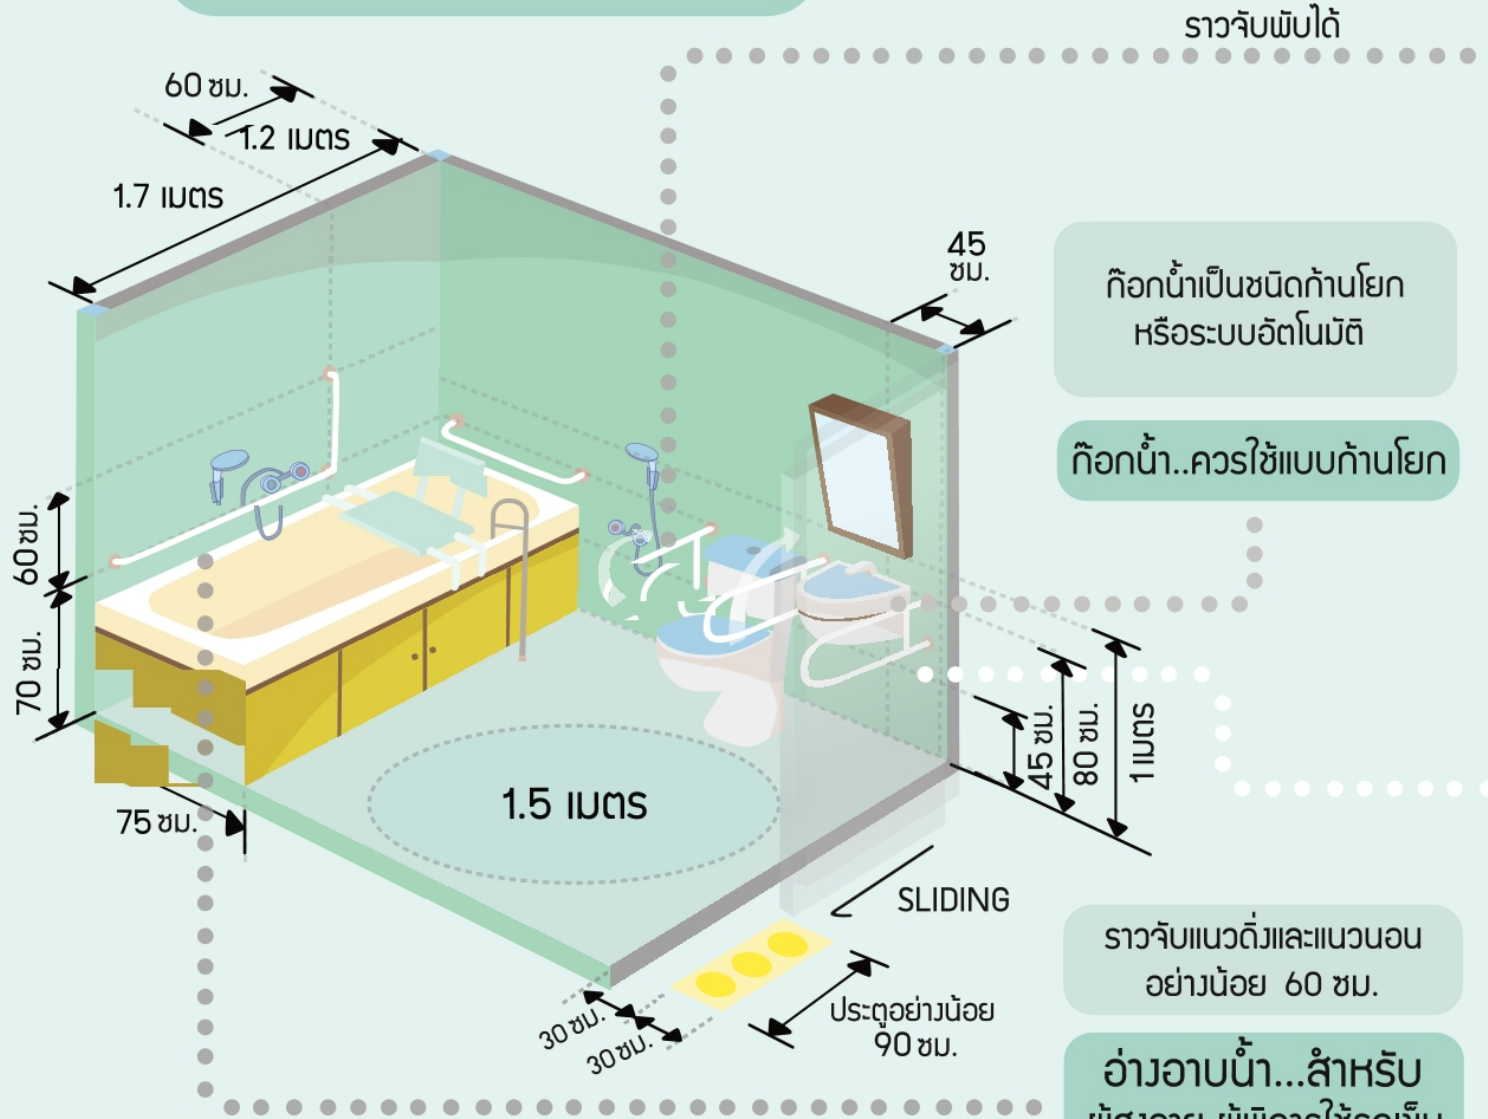 ราวจับพับได้
60 ซม.
1.2 เมตร
1.7 เมตร
45
ซม.
ก๊อกน้ำเป็นชนิดก้านโยก
หรือระบบอัตโนมัติ
ก๊อกน้ำ..ควรใช้แบบก้านโยก
60 ซม.
70 ซม.
75 ซม.
1.5 เมตร
45 ซม.
80 ซม.
1 เมตร
SLIDING
30 ซม.
30 ซม.
ประตูอย่างน้อย
90 ซม.
ราวจับแนวดิ่งและแนวนอน
อย่างน้อย 60 ซม.
อ่างอาบน้ำ...สำหรับ